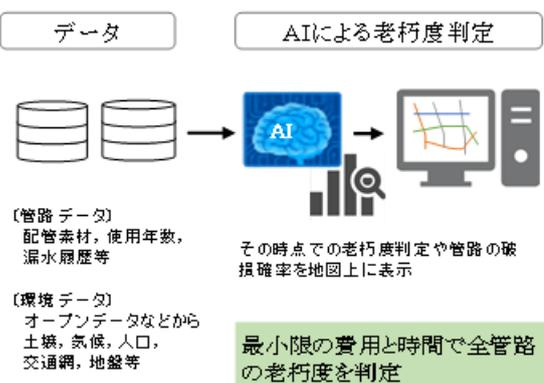 データ
AIによる老朽度判定
AI
〔管路データ〕
配管素材，使用年数，
漏水履歴等
〔環境データ〕
オープンデータなどから
土壌，気候，人口，
交通網，地盤等
その時点での老朽度判定や管路の破
損確率を地図上に表示
最小限の費用と時間で全管路
の老朽度を判定